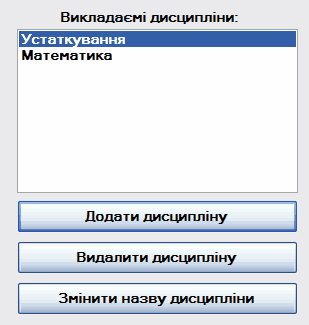 Викладаємі дисципліни:
Устаткування
Математика
Додати дисципліну
Видалити дисципліну
Змінити назву дисципліни